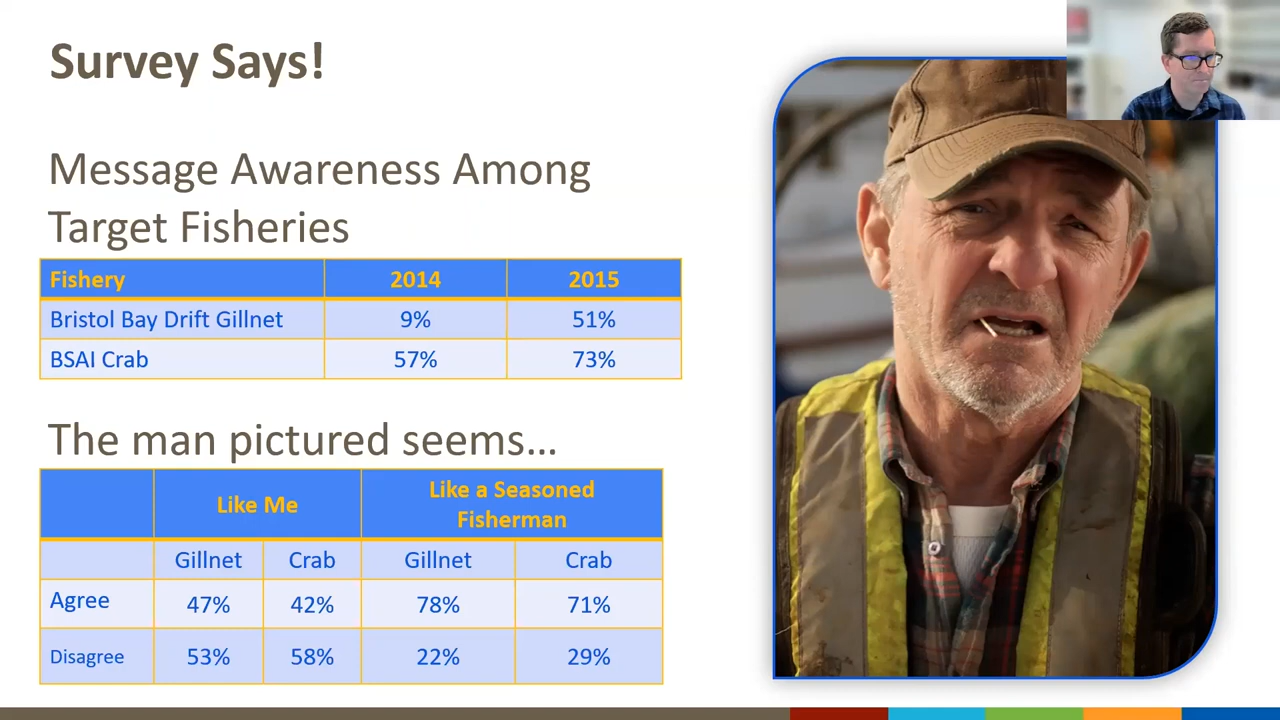 Survey Says!
Message Awareness Among
Target Fisheries
Fishery 2014 2015
Bristol Bay Drift Gillnet 9% 51%
BSAI Crab 57% 73%
The man pictured seems…
Like Me Like a Seasoned
Fisherman
Gillnet Crab Gillnet Crab
Agree 47% 42% 78% 71%
Disagree 53% 58% 22% 29%